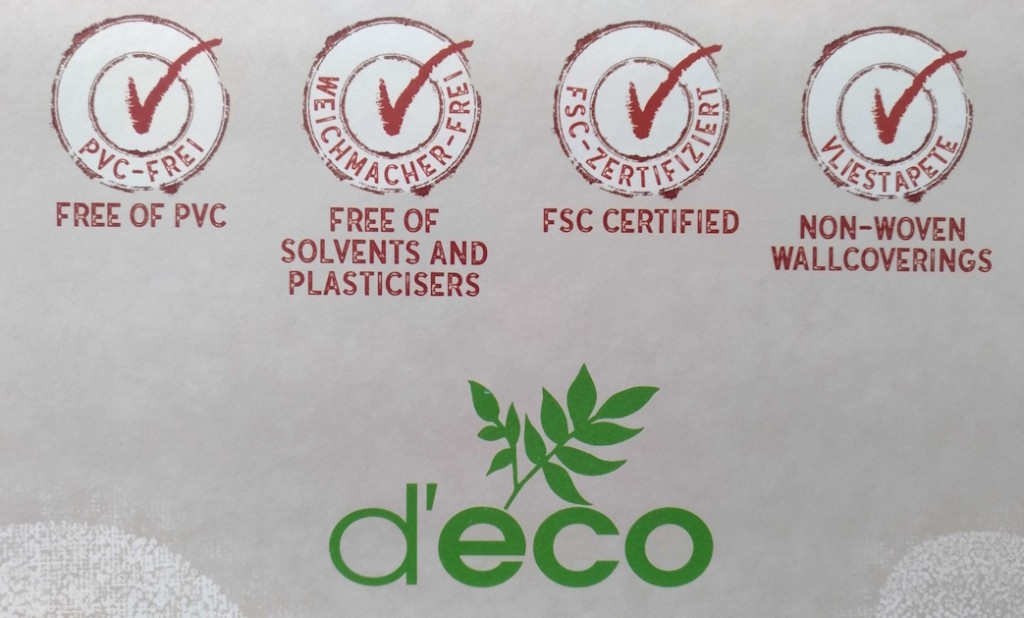 PVC-FREI
FREE OF PVC
WEICHMACHER-FREI
FREE OF
SOLVENTS AND
PLASTICISERS
FSC-ZERTIFIZIERT
FSC CERTIFIED
VLIESTAPETE
NON-WOVEN
WALLCOVERINGS
d'eco